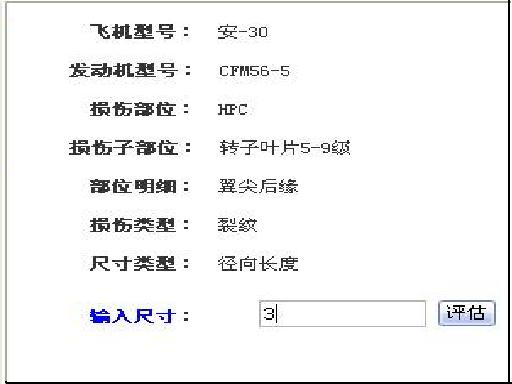 飞机型号： 安-30
发动机型号： CFM56-5
损伤部位： HPC
损伤子部位： 转子叶片5-9级
部位明细： 翼尖后缘
损伤类型： 裂纹
尺寸类型： 径向长度
输入尺寸： 3 评估